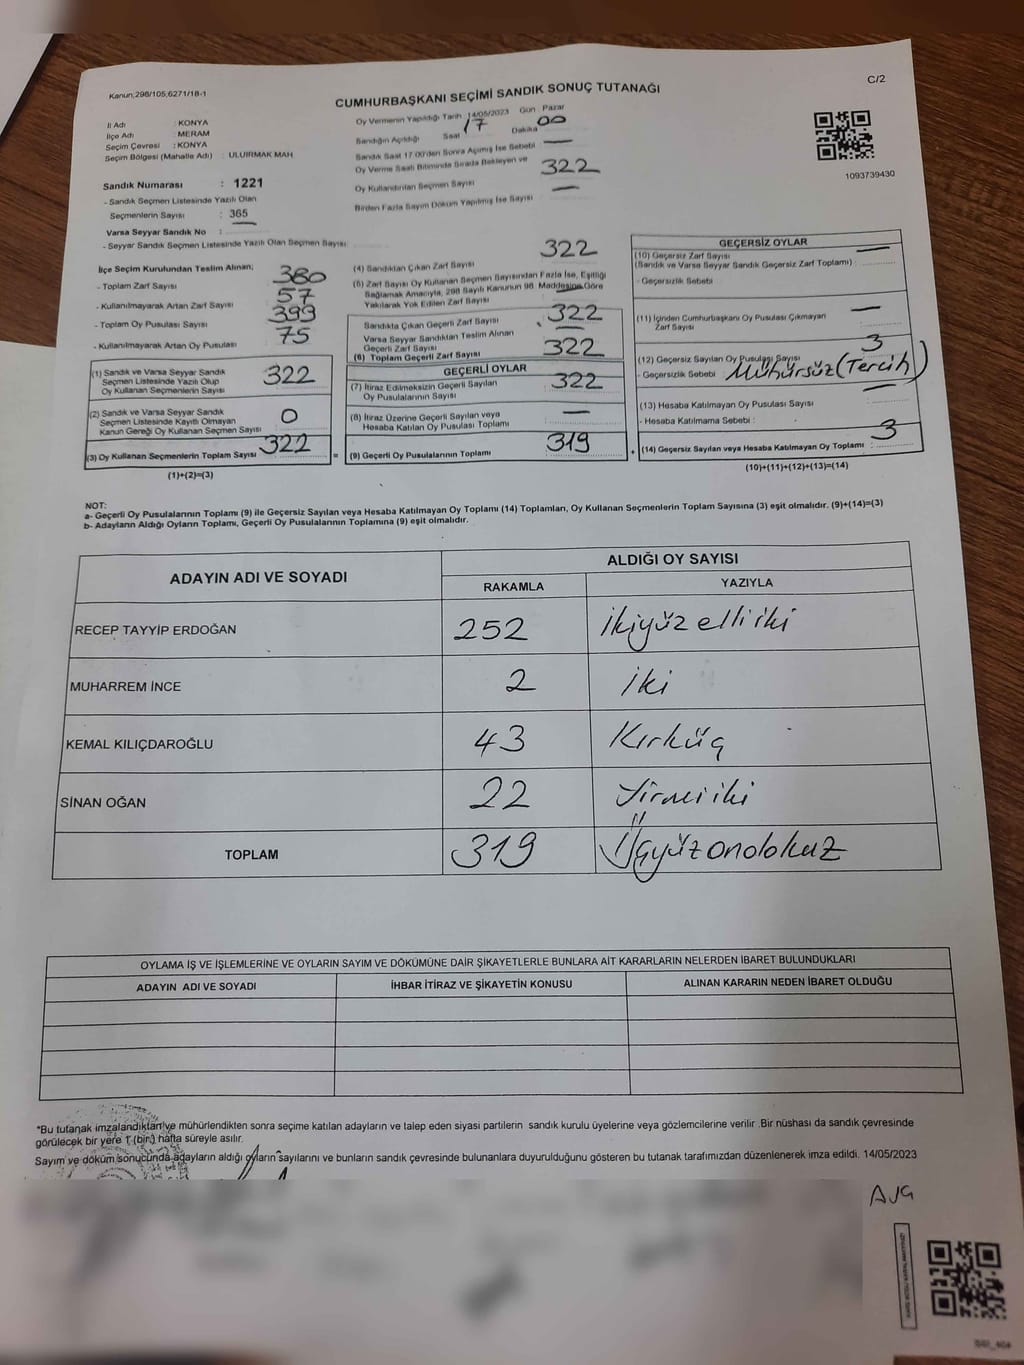 Kanun;298/105;6271/18-1
C/2
CUMHURBAŞKANI SEÇİMİ SANDIK SONUÇ TUTANAĞI
İl Adı : KONYA
İlçe Adı : MERAM
Seçim Çevresi : KONYA
Seçim Bölgesi (Mahalle Adı) : ULUIRMAK MAH
Sandık Numarası : 1221
- Sandık Seçmen Listesinde Yazılı Olan
Seçmenlerin Sayısı : 365
Varsa Seyyar Sandık No :
- Seyyar Sandık Seçmen Listesinde Yazılı Olan Seçmen Sayısı:
Oy Vermenin Yapıldığı Tarih :14/05/2023 Gün : Pazar
Sandığın Açıldığı Saat 17 Dakika 00
Sandık Saat 17.00'den Sonra Açılmış İse Sebebi —
Oy Verme Saati Bitiminde Sırada Bekleyen ve
Oy Kullandırılan Seçmen Sayısı 322
Birden Fazla Sayım Döküm Yapılmış İse Sayısı —
1093739430
İlçe Seçim Kurulundan Teslim Alınan;
- Toplam Zarf Sayısı 380
- Kullanılmayarak Artan Zarf Sayısı 57
- Toplam Oy Pusulası Sayısı 399
- Kullanılmayarak Artan Oy Pusulası 75
(1) Sandık ve Varsa Seyyar Sandık
Seçmen Listesinde Yazılı Olup
Oy Kullanan Seçmenlerin Sayısı 322
(2) Sandık ve Varsa Seyyar Sandık
Seçmen Listesinde Kayıtlı Olmayan
Kanun Gereği Oy Kullanan Seçmen Sayısı 0
(3) Oy Kullanan Seçmenlerin Toplam Sayısı 322
(1)+(2)=(3)
(4) Sandıktan Çıkan Zarf Sayısı 322
(5) Zarf Sayısı Oy Kullanan Seçmen Sayısından Fazla İse, Eşitliği
Sağlamak Amacıyla, 298 Sayılı Kanunun 98. Maddesine Göre
Yakılarak Yok Edilen Zarf Sayısı —
Sandıkta Çıkan Geçerli Zarf Sayısı 322
Varsa Seyyar Sandıktan Teslim Alınan
Geçerli Zarf Sayısı —
(6) Toplam Geçerli Zarf Sayısı 322
GEÇERLİ OYLAR
(7) İtiraz Edilmeksizin Geçerli Sayılan
Oy Pusulalarının Sayısı 322
(8) İtiraz Üzerine Geçerli Sayılan veya
Hesaba Katılan Oy Pusulası Toplamı —
(9) Geçerli Oy Pusulalarının Toplamı 319
GEÇERSİZ OYLAR
(10) Geçersiz Zarf Sayısı
(Sandık ve Varsa Seyyar Sandık Geçersiz Zarf Toplamı) : —
- Geçersizlik Sebebi
(11) İçinden Cumhurbaşkanı Oy Pusulası Çıkmayan
Zarf Sayısı —
(12) Geçersiz Sayılan Oy Pusulası Sayısı 3
- Geçersizlik Sebebi : Mühürsüz (Tercih)
(13) Hesaba Katılmayan Oy Pusulası Sayısı —
- Hesaba Katılmama Sebebi :
(14) Geçersiz Sayılan veya Hesaba Katılmayan Oy Toplamı : 3
(10)+(11)+(12)+(13)=(14)
NOT:
a- Geçerli Oy Pusulalarının Toplamı (9) ile Geçersiz Sayılan veya Hesaba Katılmayan Oy Toplamı (14) Toplamları, Oy Kullanan Seçmenlerin Toplam Sayısına (3) eşit olmalıdır. (9)+(14)=(3)
b- Adayların Aldığı Oyların Toplamı, Geçerli Oy Pusulalarının Toplamına (9) eşit olmalıdır.
ADAYIN ADI VE SOYADI
ALDIĞI OY SAYISI
RAKAMLA YAZIYLA
RECEP TAYYİP ERDOĞAN 252 İkiyüzelliiki
MUHARREM İNCE 2 iki
KEMAL KILIÇDAROĞLU 43 Kırküç
SİNAN OĞAN 22 Yirmiiki
TOPLAM 319 Üçyüzondokuz
OYLAMA İŞ VE İŞLEMLERİNE VE OYLARIN SAYIM VE DÖKÜMÜNE DAİR ŞİKAYETLERLE BUNLARA AİT KARARLARIN NELERDEN İBARET BULUNDUKLARI
ADAYIN ADI VE SOYADI İHBAR İTİRAZ VE ŞİKAYETİN KONUSU ALINAN KARARIN NEDEN İBARET OLDUĞU
*Bu tutanak imzalandıktan ve mühürlendikten sonra seçime katılan adayların ve talep eden siyasi partilerin sandık kurulu üyelerine veya gözlemcilerine verilir .Bir nüshası da sandık çevresinde
görülecek bir yere 1 (bir) hafta süreyle asılır.
Sayım ve döküm sonucunda adayların aldığı oyların sayılarını ve bunların sandık çevresinde bulunanlara duyurulduğunu gösteren bu tutanak tarafımızdan düzenlenerek imza edildi. 14/05/2023